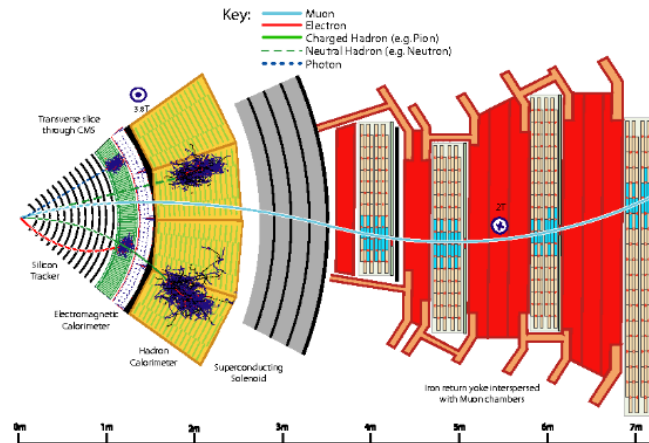 Key:
Muon
Electron
Charged Hadron (e.g. Pion)
Neutral Hadron (e.g. Neutron)
Photon
3.8T
Transverse slice
through CMS
2T
Silicon
Tracker
Electromagnetic
Calorimeter
Hadron
Calorimeter
Superconducting
Solenoid
Iron return yoke interspersed
with Muon chambers
0m
1m
2m
3m
4m
5m
6m
7m